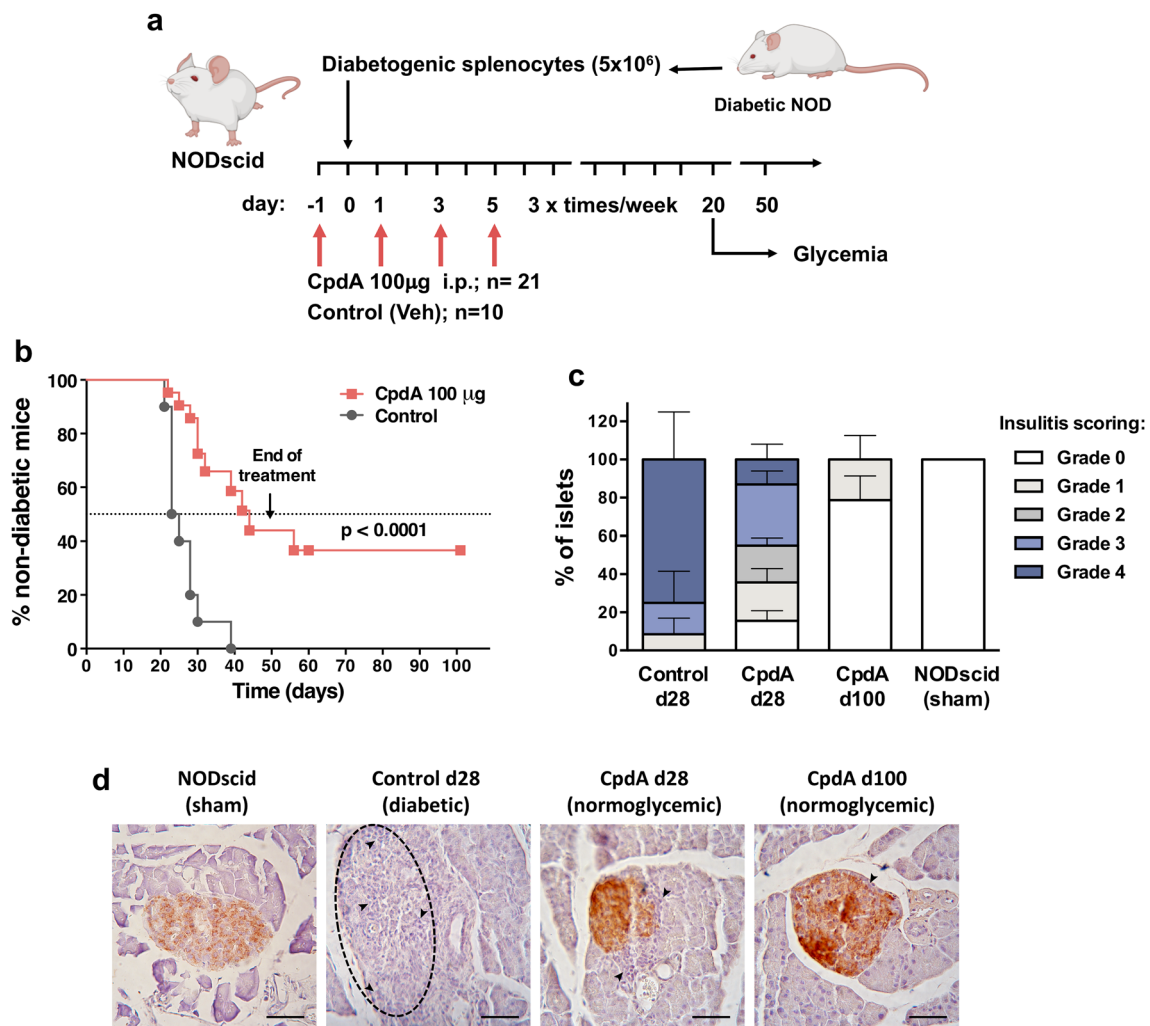 a
Diabetogenic splenocytes (5x10⁶)
Diabetic NOD
NODscid
day: -1 0 1 3 5 3 x times/week 20 50
Glycemia
CpdA 100μg i.p.; n= 21
Control (Veh); n=10
b
% non-diabetic mice
100
80
60
40
20
0
CpdA 100 μg
Control
End of
treatment
p < 0.0001
0 10 20 30 40 50 60 70 80 90 100
Time (days)
c
% of islets
120
100
80
60
40
20
0
Control
d28
CpdA
d28
CpdA
d100
NODscid
(sham)
Insulitis scoring:
Grade 0
Grade 1
Grade 2
Grade 3
Grade 4
d
NODscid
(sham)
Control d28
(diabetic)
CpdA d28
(normoglycemic)
CpdA d100
(normoglycemic)